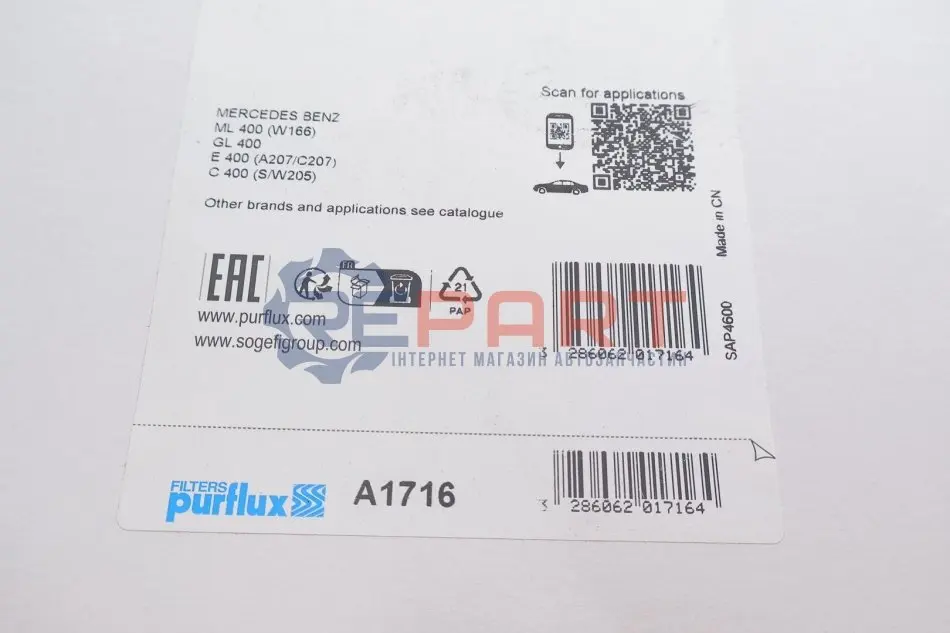 MERCEDES BENZ
ML 400 (W166)
GL 400
E 400 (A207/C207)
C 400 (S/W205)
Other brands and applications see catalogue
Scan for applications
Made in CN
SAP4600
EAC
FR
21
PAP
www.purflux.com
www.sogefigroup.com
3 286062 017164
REPART
ІНТЕРНЕТ МАГАЗИН АВТОЗАПЧАСТИН
FILTERS
purflux
A1716
3 286062 017164